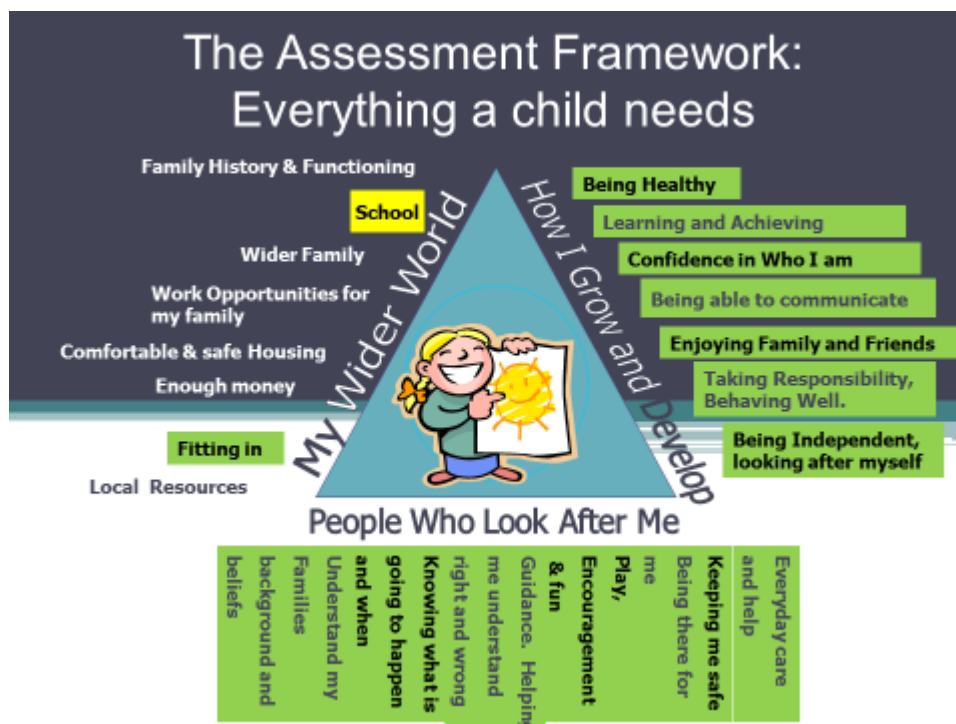 The Assessment Framework:
Everything a child needs
Family History & Functioning
School
Wider Family
Work Opportunities for
my family
Comfortable & safe Housing
Enough money
Fitting in
Local Resources
My Wider World
How I Grow and Develop
Being Healthy
Learning and Achieving
Confidence in Who I am
Being able to communicate
Enjoying Family and Friends
Taking Responsibility,
Behaving Well.
Being Independent,
looking after myself
People Who Look After Me
Everyday care
and help
Keeping me safe
Being there for
me
Play,
Encouragement
& fun
Guidance. Helping
me understand
right and wrong
Knowing what is
going to happen
and when
Understand my
Families
background and
beliefs